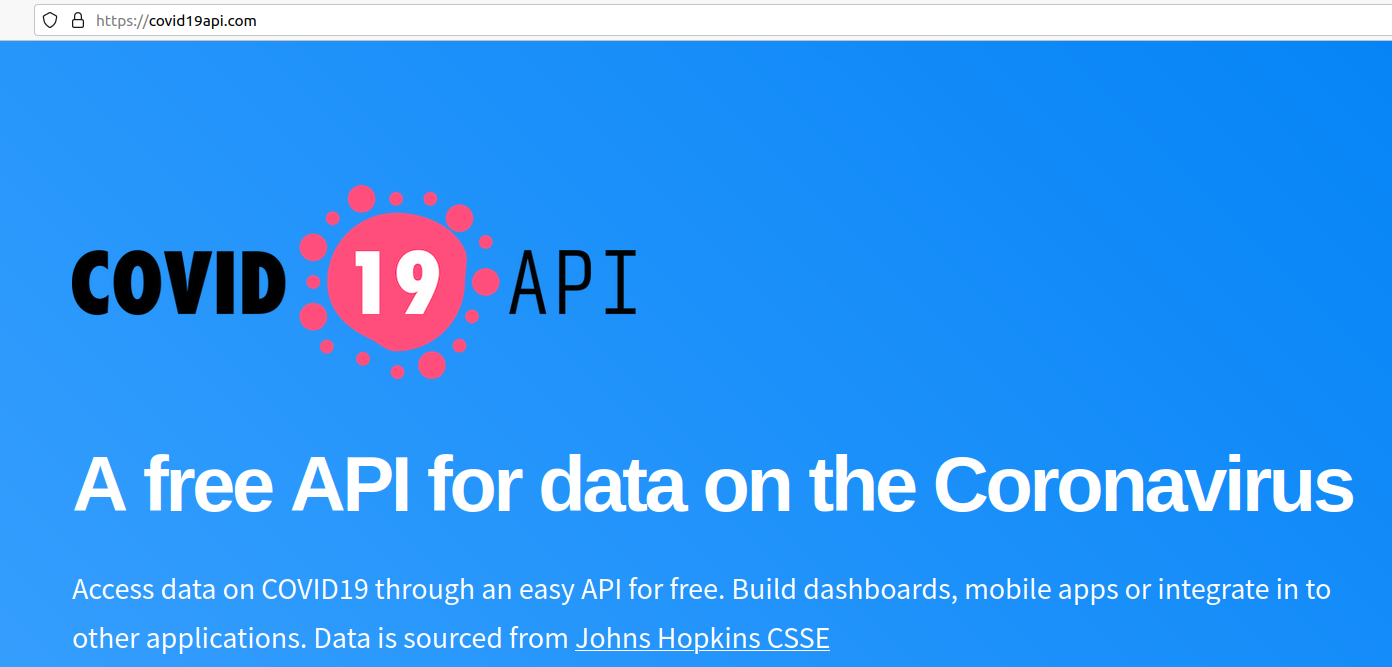 https://covid19api.com
COVID 19 API
A free API for data on the Coronavirus
Access data on COVID19 through an easy API for free. Build dashboards, mobile apps or integrate in to
other applications. Data is sourced from Johns Hopkins CSSE